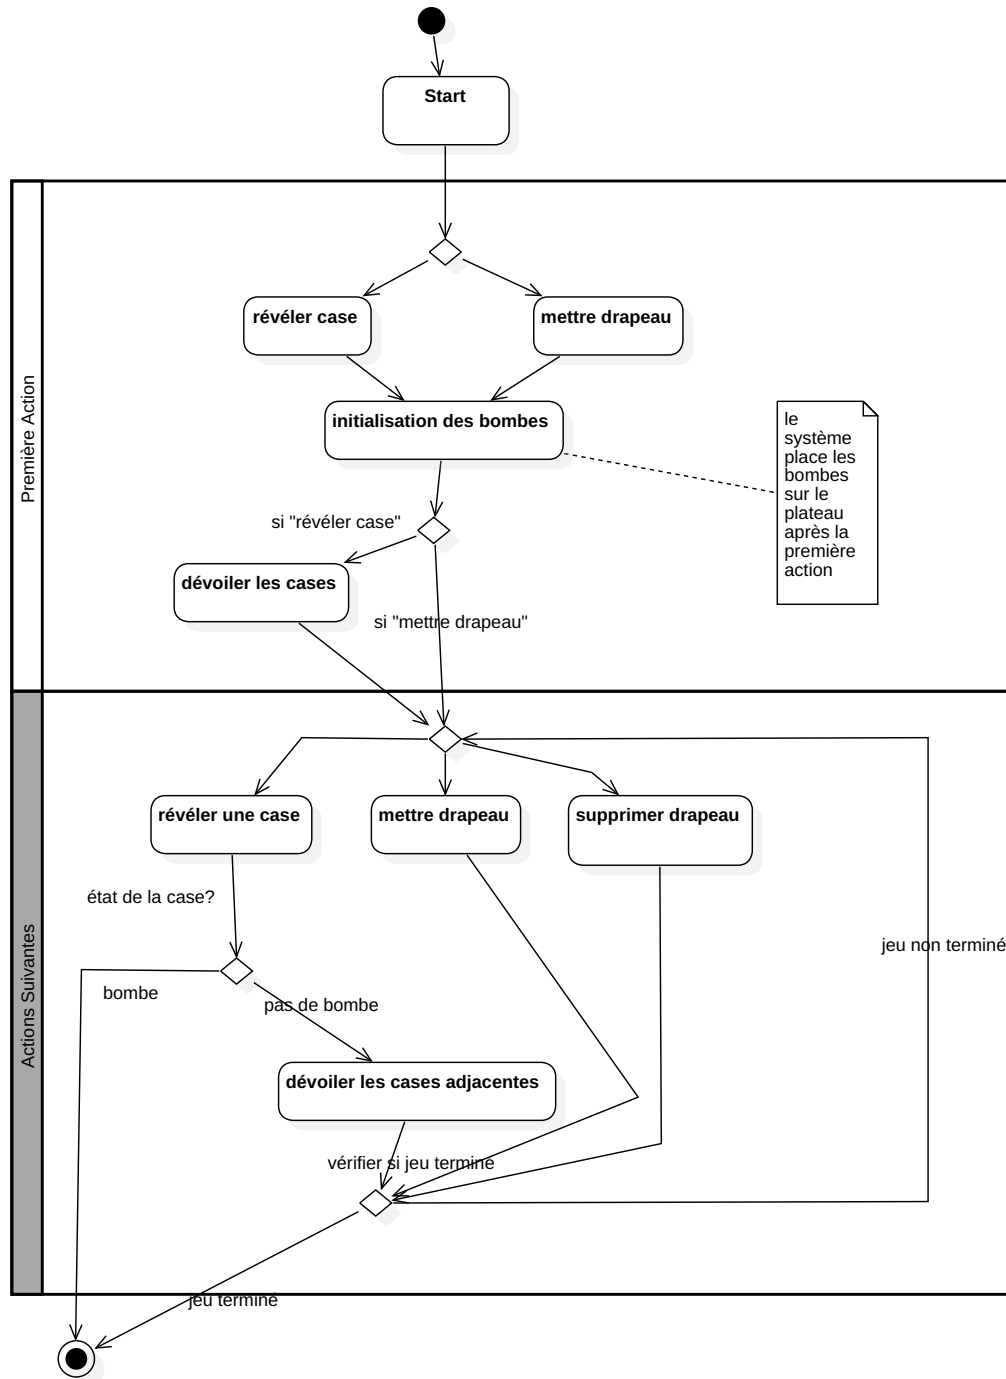 Start
Première Action
révéler case
mettre drapeau
initialisation des bombes
le
système
place les
bombes
sur le
plateau
après la
première
action
si "révéler case"
dévoiler les cases
si "mettre drapeau"
Actions Suivantes
révéler une case
mettre drapeau
supprimer drapeau
état de la case?
jeu non terminé
bombe
pas de bombe
dévoiler les cases adjacentes
vérifier si jeu terminé
jeu terminé